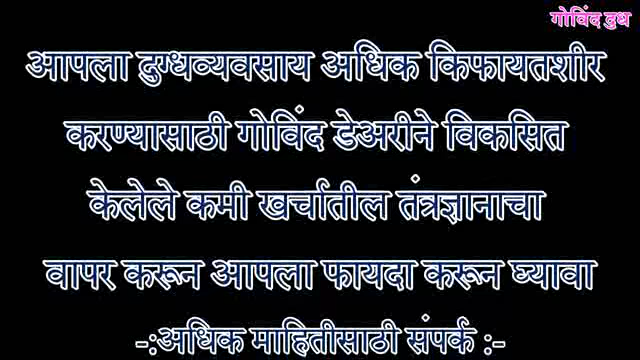 गोविंद दुध
आपला दुग्धव्यवसाय अधिक किफायतशीर
करण्यासाठी गोविंद डेअरीने विकसित
केलेले कमी खर्चातील तंत्रज्ञानाचा
वापर करून आपला फायदा करून घ्यावा
-:अधिक माहितीसाठी संपर्क :-